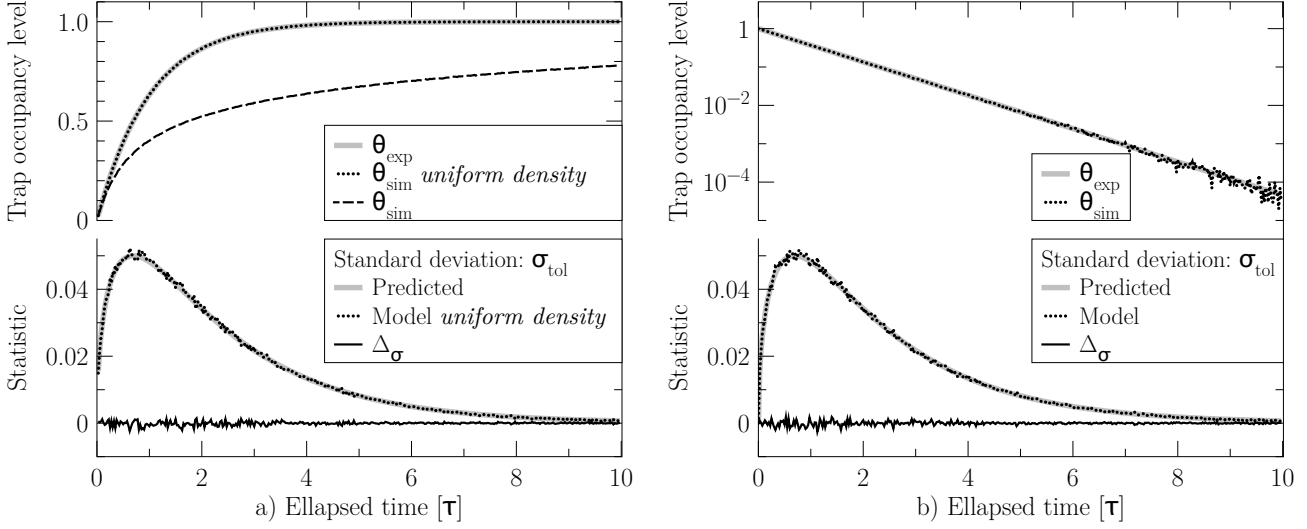 Trap occupancy level
1.0
0.5
0
θexp
θsim uniform density
θsim
Statistic
0.04
0.02
0
Standard deviation: σtol
Predicted
Model uniform density
Δσ
0 2 4 6 8 10
a) Ellapsed time [τ]
Trap occupancy level
1
10−2
10−4
θexp
θsim
Statistic
0.04
0.02
0
Standard deviation: σtol
Predicted
Model
Δσ
0 2 4 6 8 10
b) Ellapsed time [τ]